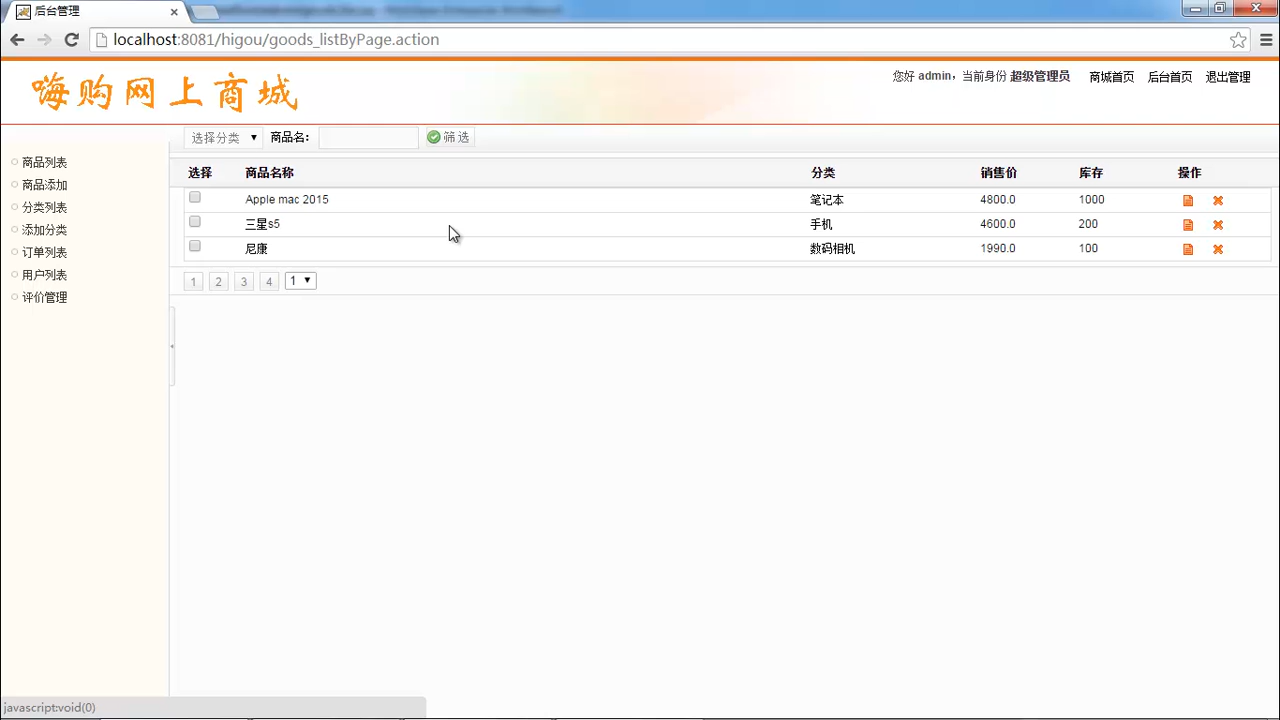 后台管理
localhost:8081/higou/goods_listByPage.action
嗨购网上商城
您好 admin，当前身份 超级管理员 商城首页 后台首页 退出管理
选择分类 商品名： 筛选
商品列表
商品添加
分类列表
添加分类
订单列表
用户列表
评价管理
选择 商品名称 分类 销售价 库存 操作
Apple mac 2015 笔记本 4800.0 1000
三星s5 手机 4600.0 200
尼康 数码相机 1990.0 100
1 2 3 4 1
javascript:void(0)